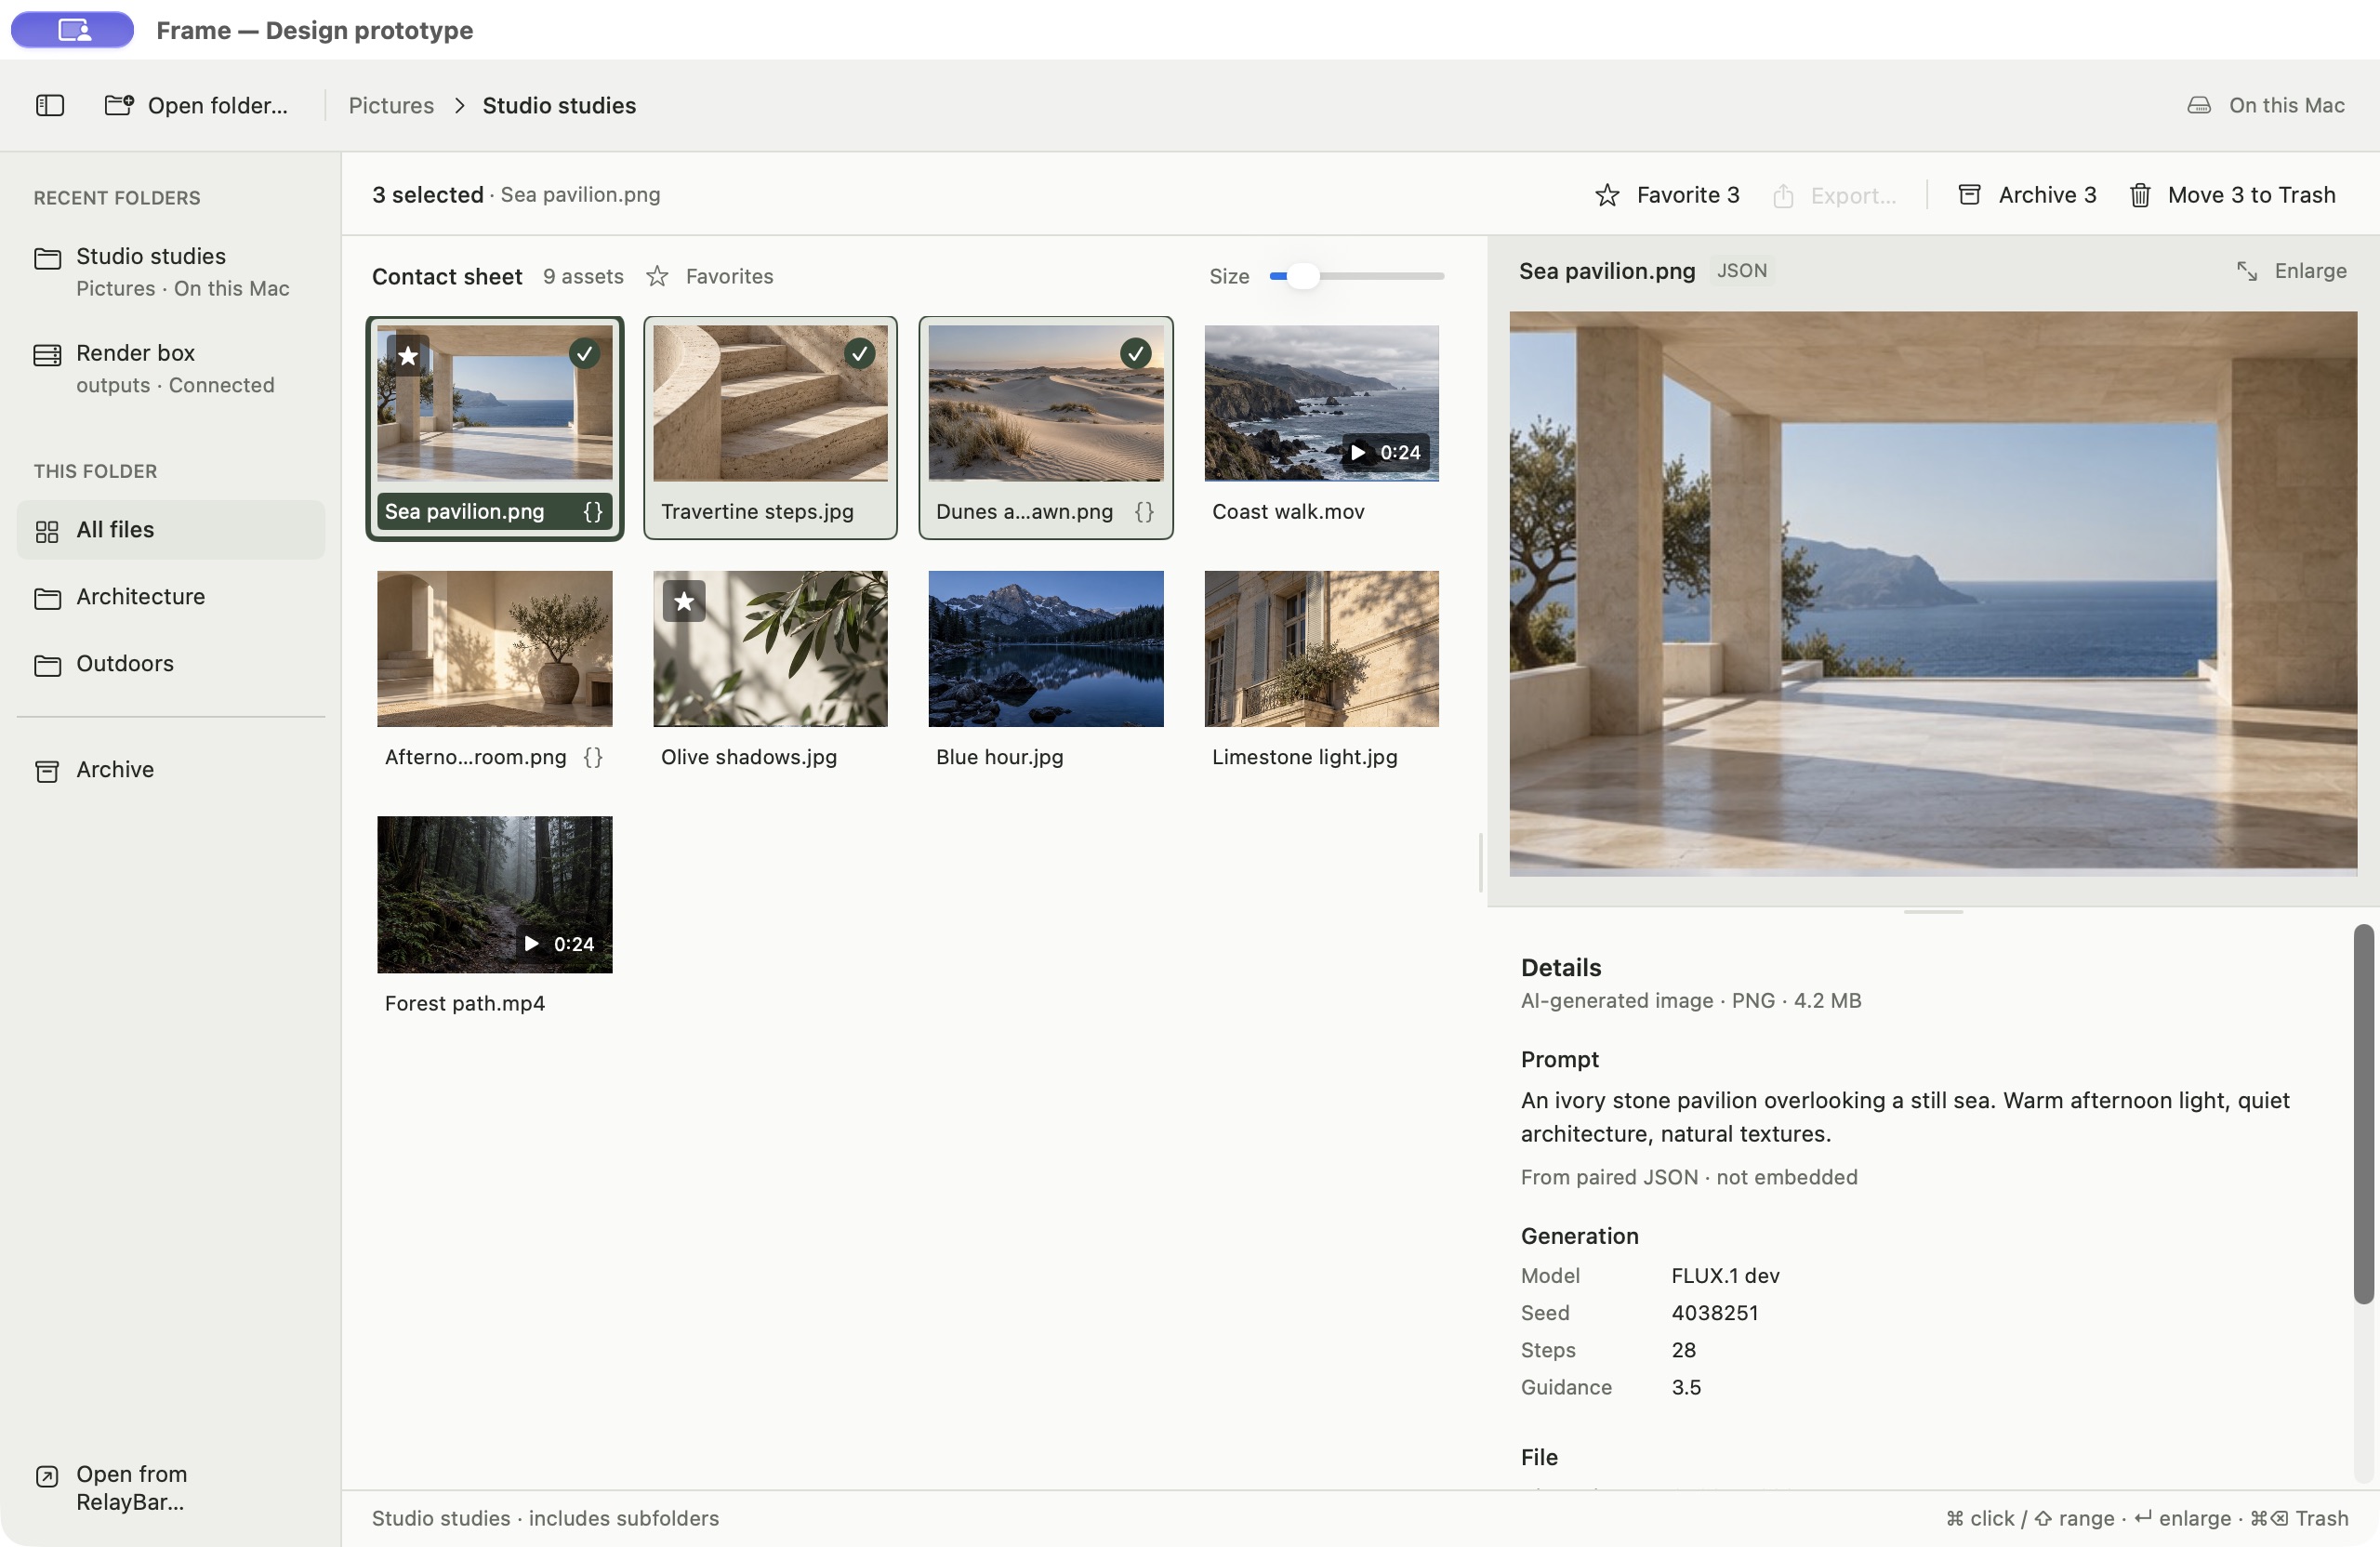 Frame — Design prototype
Open folder...
Pictures > Studio studies
On this Mac
RECENT FOLDERS
Studio studies
Pictures · On this Mac
Render box
outputs · Connected
THIS FOLDER
All files
Architecture
Outdoors
Archive
Open from
RelayBar...
3 selected · Sea pavilion.png
Favorite 3
Export...
Archive 3
Move 3 to Trash
Contact sheet 9 assets Favorites
Size
Sea pavilion.png {}
Travertine steps.jpg
Dunes a...awn.png {}
0:24
Coast walk.mov
Afterno...room.png {}
Olive shadows.jpg
Blue hour.jpg
Limestone light.jpg
0:24
Forest path.mp4
Sea pavilion.png JSON
Enlarge
Details
AI-generated image · PNG · 4.2 MB
Prompt
An ivory stone pavilion overlooking a still sea. Warm afternoon light, quiet
architecture, natural textures.
From paired JSON · not embedded
Generation
Model FLUX.1 dev
Seed 4038251
Steps 28
Guidance 3.5
File
Studio studies · includes subfolders
⌘ click / ⇧ range · ↵ enlarge · ⌘⌫ Trash